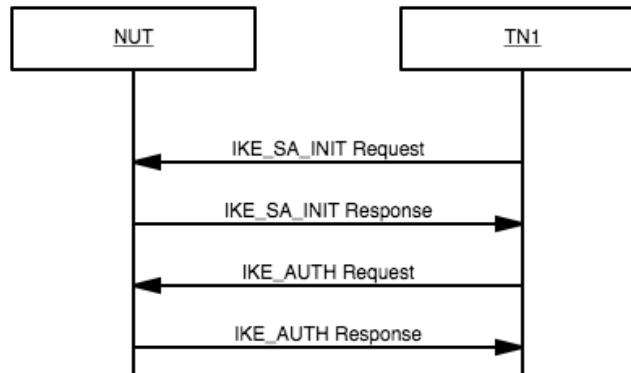 NUT
TN1
IKE_SA_INIT Request
IKE_SA_INIT Response
IKE_AUTH Request
IKE_AUTH Response